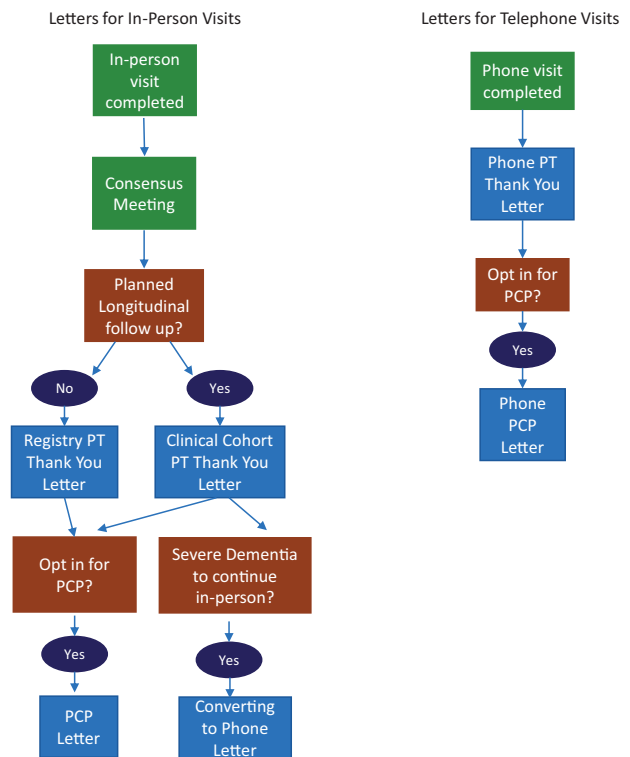 Letters for In-Person Visits
In-person
visit
completed
Consensus
Meeting
Planned
Longitudinal
follow up?
No
Yes
Registry PT
Thank You
Letter
Clinical Cohort
PT Thank You
Letter
Opt in for
PCP?
Severe Dementia
to continue
in-person?
Yes
Yes
PCP
Letter
Converting
to Phone
Letter
Letters for Telephone Visits
Phone visit
completed
Phone PT
Thank You
Letter
Opt in for
PCP?
Yes
Phone
PCP
Letter